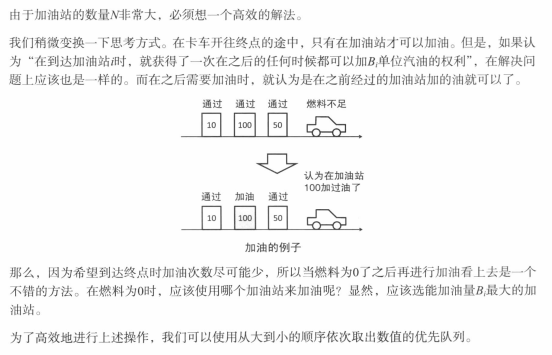 由于加油站的数量N非常大，必须想一个高效的解法。
我们稍微变换一下思考方式。在卡车开往终点的途中，只有在加油站才可以加油。但是，如果认
为“在到达加油站i时，就获得了一次在之后的任何时候都可以加Bi单位汽油的权利”，在解决问
题上应该也是一样的。而在之后需要加油时，就认为是在之前经过的加油站加的油就可以了。
通过 通过 通过 燃料不足
10 100 50
认为在加油站
100加过油了
通过 加油 通过
10 100 50
加油的例子
那么，因为希望到达终点时加油次数尽可能少，所以当燃料为0了之后再进行加油看上去是一个
不错的方法。在燃料为0时，应该使用哪个加油站来加油呢？显然，应该选能加油量Bi最大的加
油站。
为了高效地进行上述操作，我们可以使用从大到小的顺序依次取出数值的优先队列。